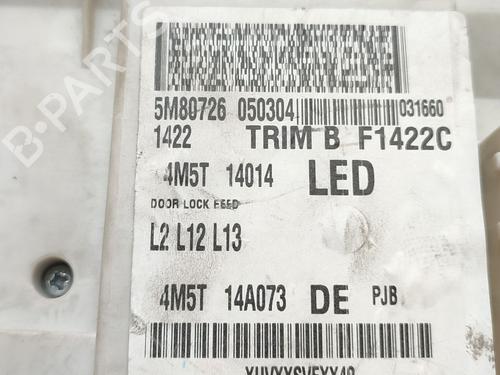 B-PARTS
5M80726 050304 031660
1422 TRIM B F1422C
4M5T 14014 LED
DOOR LOCK FEED
L2 L12 L13
4M5T 14A073 DE PJB